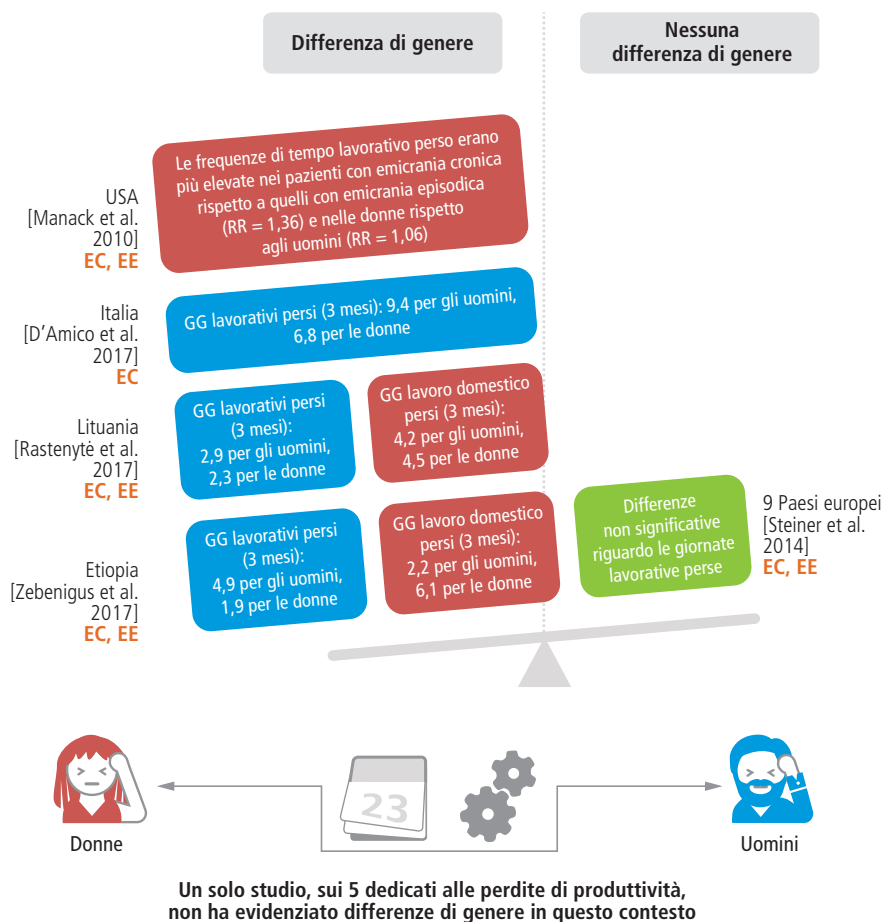 Differenza di genere
Nessuna
differenza di genere
USA
[Manack et al.
2010]
EC, EE
Le frequenze di tempo lavorativo perso erano
più elevate nei pazienti con emicrania cronica
rispetto a quelli con emicrania episodica
(RR = 1,36) e nelle donne rispetto
agli uomini (RR = 1,06)
Italia
[D’Amico et al.
2017]
EC
GG lavorativi persi (3 mesi): 9,4 per gli uomini,
6,8 per le donne
Lituania
[Rastenytė et al.
2017]
EC, EE
GG lavorativi persi
(3 mesi):
2,9 per gli uomini,
2,3 per le donne
GG lavoro domestico
persi (3 mesi):
4,2 per gli uomini,
4,5 per le donne
Etiopia
[Zebenigus et al.
2017]
EC, EE
GG lavorativi persi
(3 mesi):
4,9 per gli uomini,
1,9 per le donne
GG lavoro domestico
persi (3 mesi):
2,2 per gli uomini,
6,1 per le donne
Differenze
non significative
riguardo le giornate
lavorative perse
9 Paesi europei
[Steiner et al.
2014]
EC, EE
23
Donne
Uomini
Un solo studio, sui 5 dedicati alle perdite di produttività,
non ha evidenziato differenze di genere in questo contesto